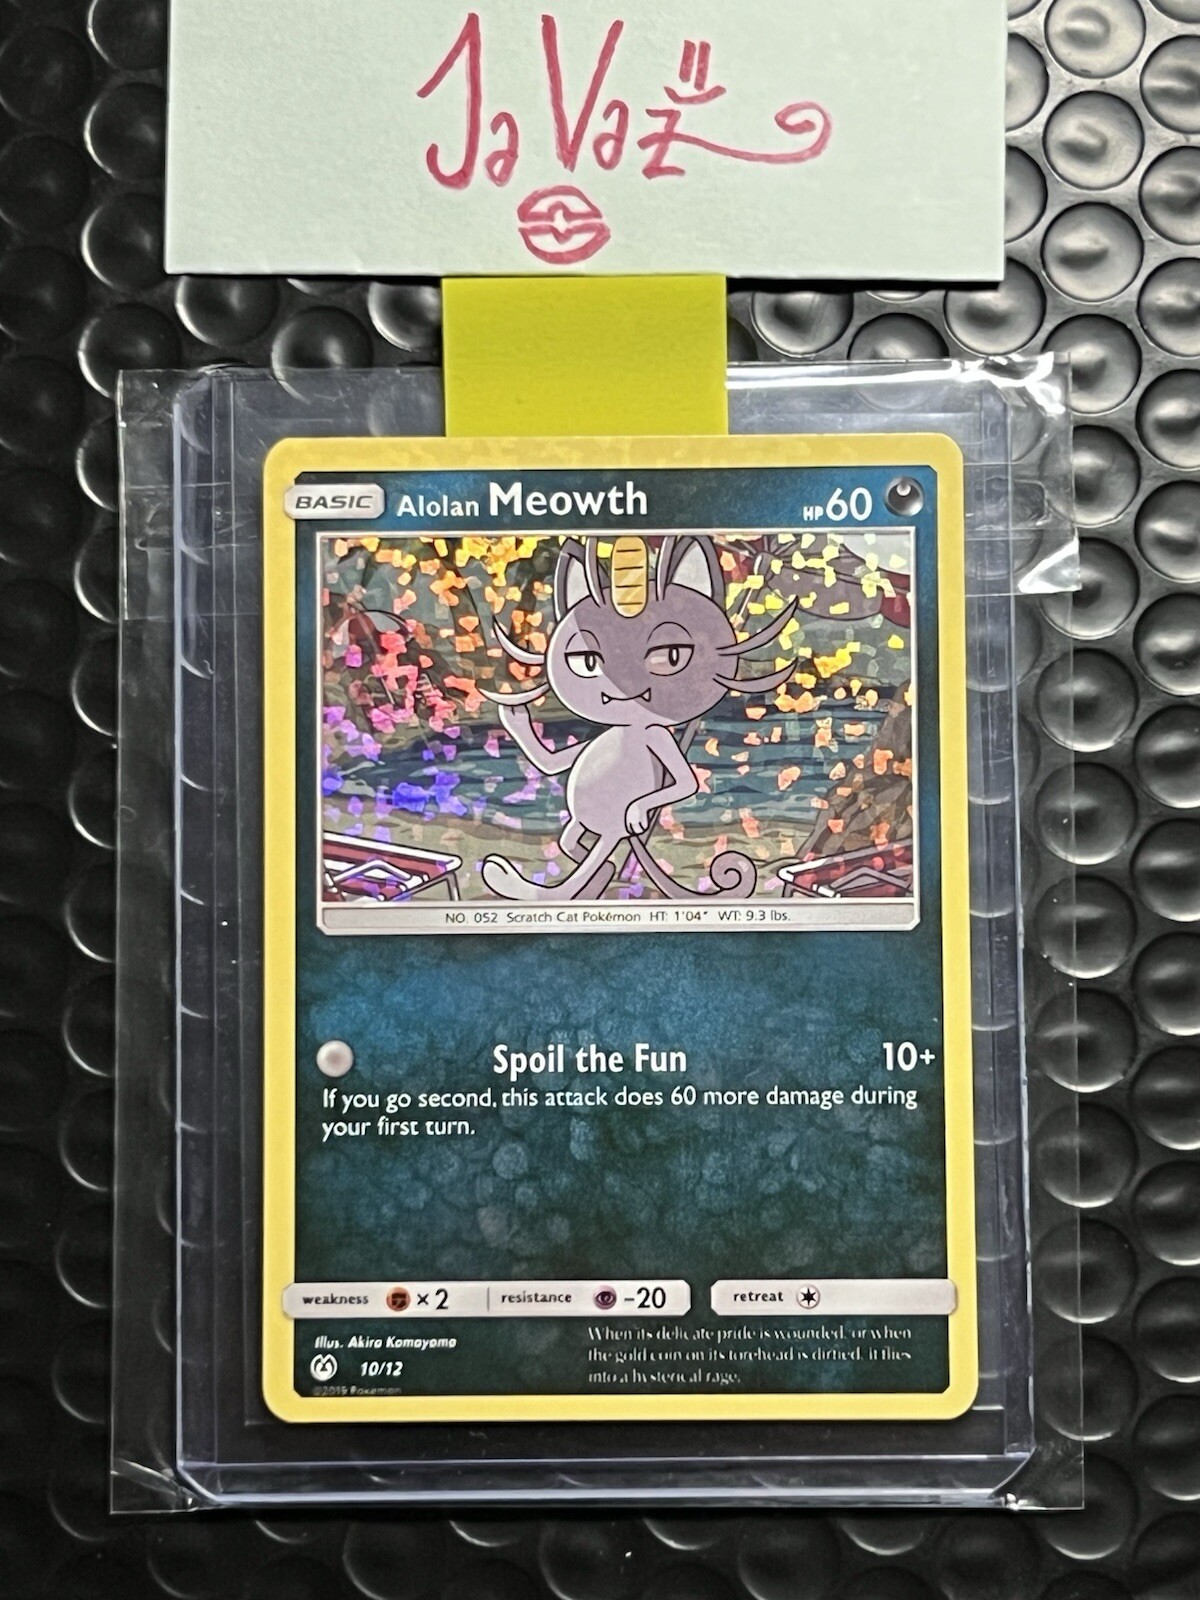 JaVaz
BASIC Alolan Meowth HP60
NO. 052 Scratch Cat Pokémon HT: 1'04" WT: 9.3 lbs.
Spoil the Fun 10+
If you go second, this attack does 60 more damage during
your first turn.
weakness ×2 resistance -20 retreat
Illus. Akira Komayama
When its delicate pride is wounded, or when
the gold coin on its forehead is dirtied, it flies
into a hysterical rage.
10/12
©2019 Pokémon